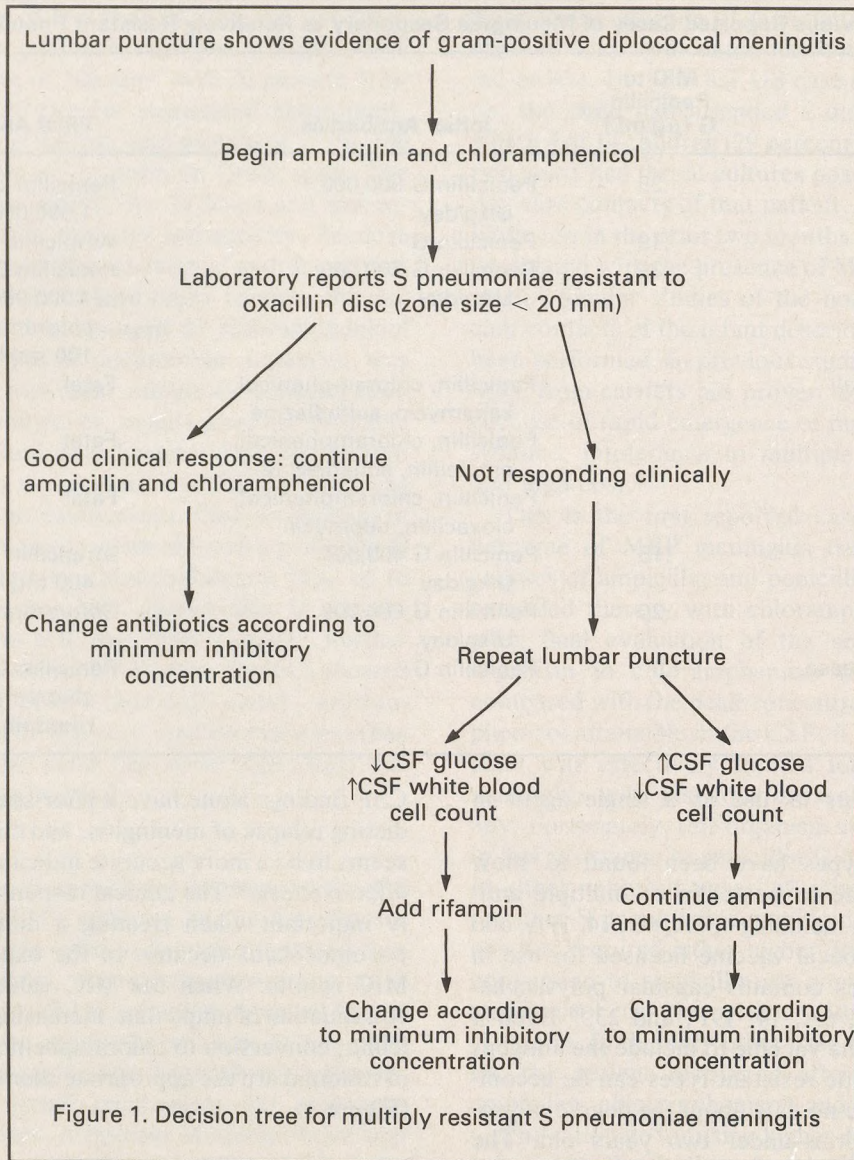 Lumbar puncture shows evidence of gram-positive diplococcal meningitis
Begin ampicillin and chloramphenicol
Laboratory reports S pneumoniae resistant to
oxacillin disc (zone size < 20 mm)
Good clinical response: continue
ampicillin and chloramphenicol
Change antibiotics according to
minimum inhibitory
concentration
Not responding clinically
Repeat lumbar puncture
↓CSF glucose
↑CSF white blood
cell count
Add rifampin
Change according
to minimum inhibitory
concentration
↑CSF glucose
↓CSF white blood
cell count
Continue ampicillin
and chloramphenicol
Change according
to minimum inhibitory
concentration
Figure 1. Decision tree for multiply resistant S pneumoniae meningitis